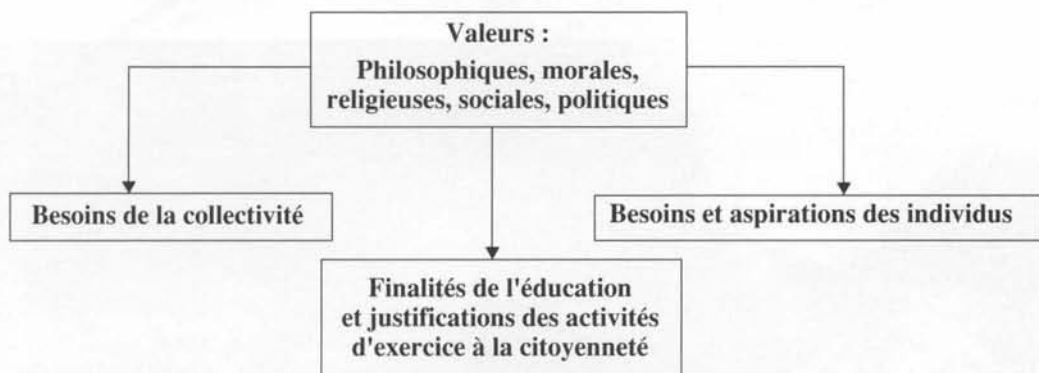 Valeurs :
Philosophiques, morales,
religieuses, sociales, politiques
Besoins de la collectivité
Besoins et aspirations des individus
Finalités de l'éducation
et justifications des activités
d'exercice à la citoyenneté